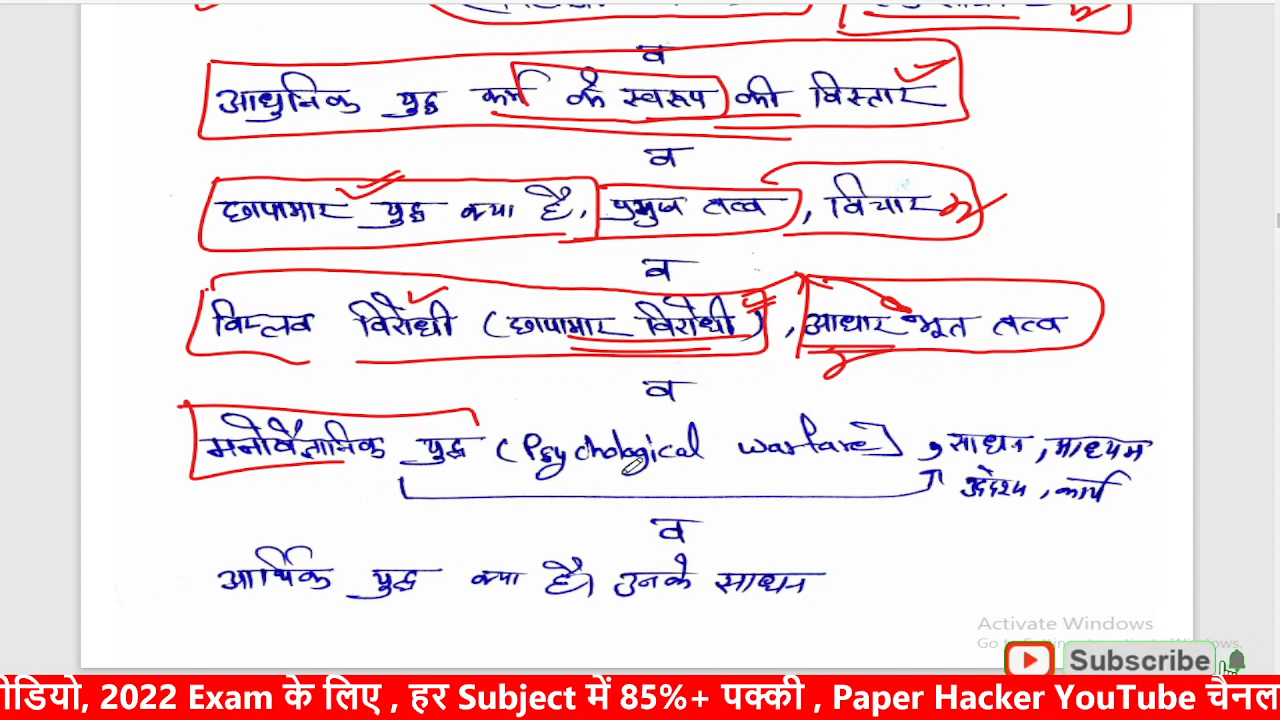 व
आधुनिक युद्ध कर्म के स्वरूप की विस्तार
व
छापामार युद्ध क्या है, प्रमुख तत्व, विचार
व
विप्लव विरोधी (छापामार विरोधी), आधार भूत तत्व
व
मनोवैज्ञानिक युद्ध (Psychological warfare), साधन, माध्यम
उद्देश्य, कार्य
व
आर्थिक युद्ध क्या है। उनके साधन
Activate Windows
Subscribe
ीडियो, 2022 Exam के लिए , हर Subject में 85%+ पक्की , Paper Hacker YouTube चैनल